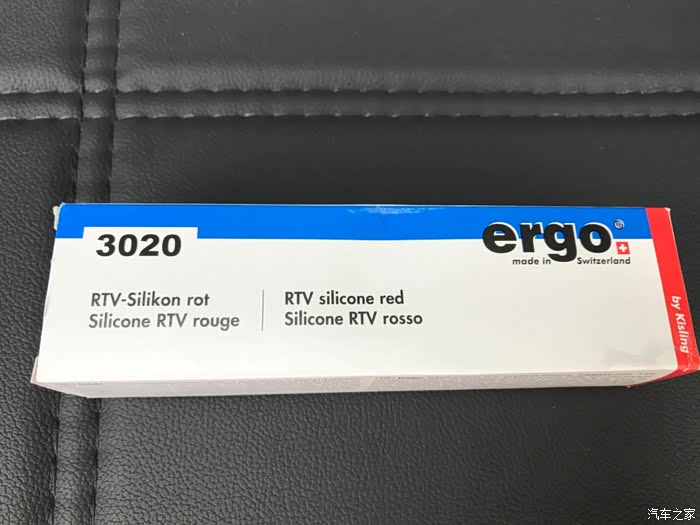 3020
ergo
made in Switzerland
RTV-Silikon rot
Silicone RTV rouge
RTV silicone red
Silicone RTV rosso
by Kisling
汽车之家